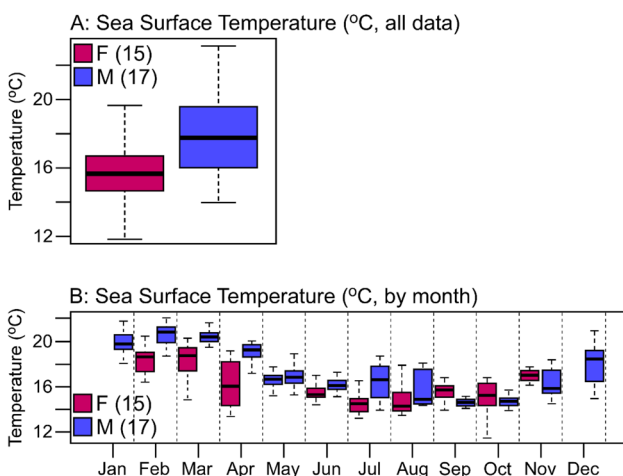 A: Sea Surface Temperature (ºC, all data)
F (15)
M (17)
Temperature (ºC)
20
16
12
B: Sea Surface Temperature (ºC, by month)
Temperature (ºC)
20
16
12
F (15)
M (17)
Jan Feb Mar Apr May Jun Jul Aug Sep Oct Nov Dec